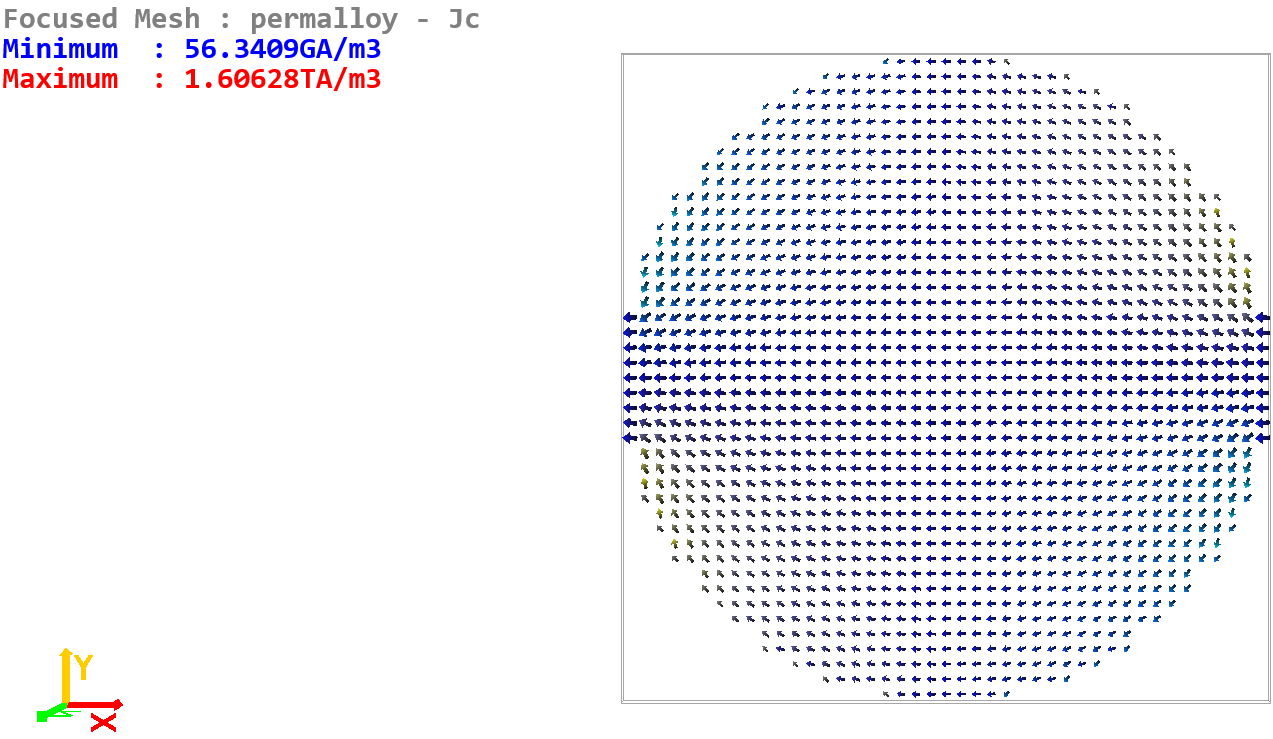 Focused Mesh : permalloy - Jc
Minimum  : 56.3409GA/m3
Maximum  : 1.60628TA/m3
Y
X